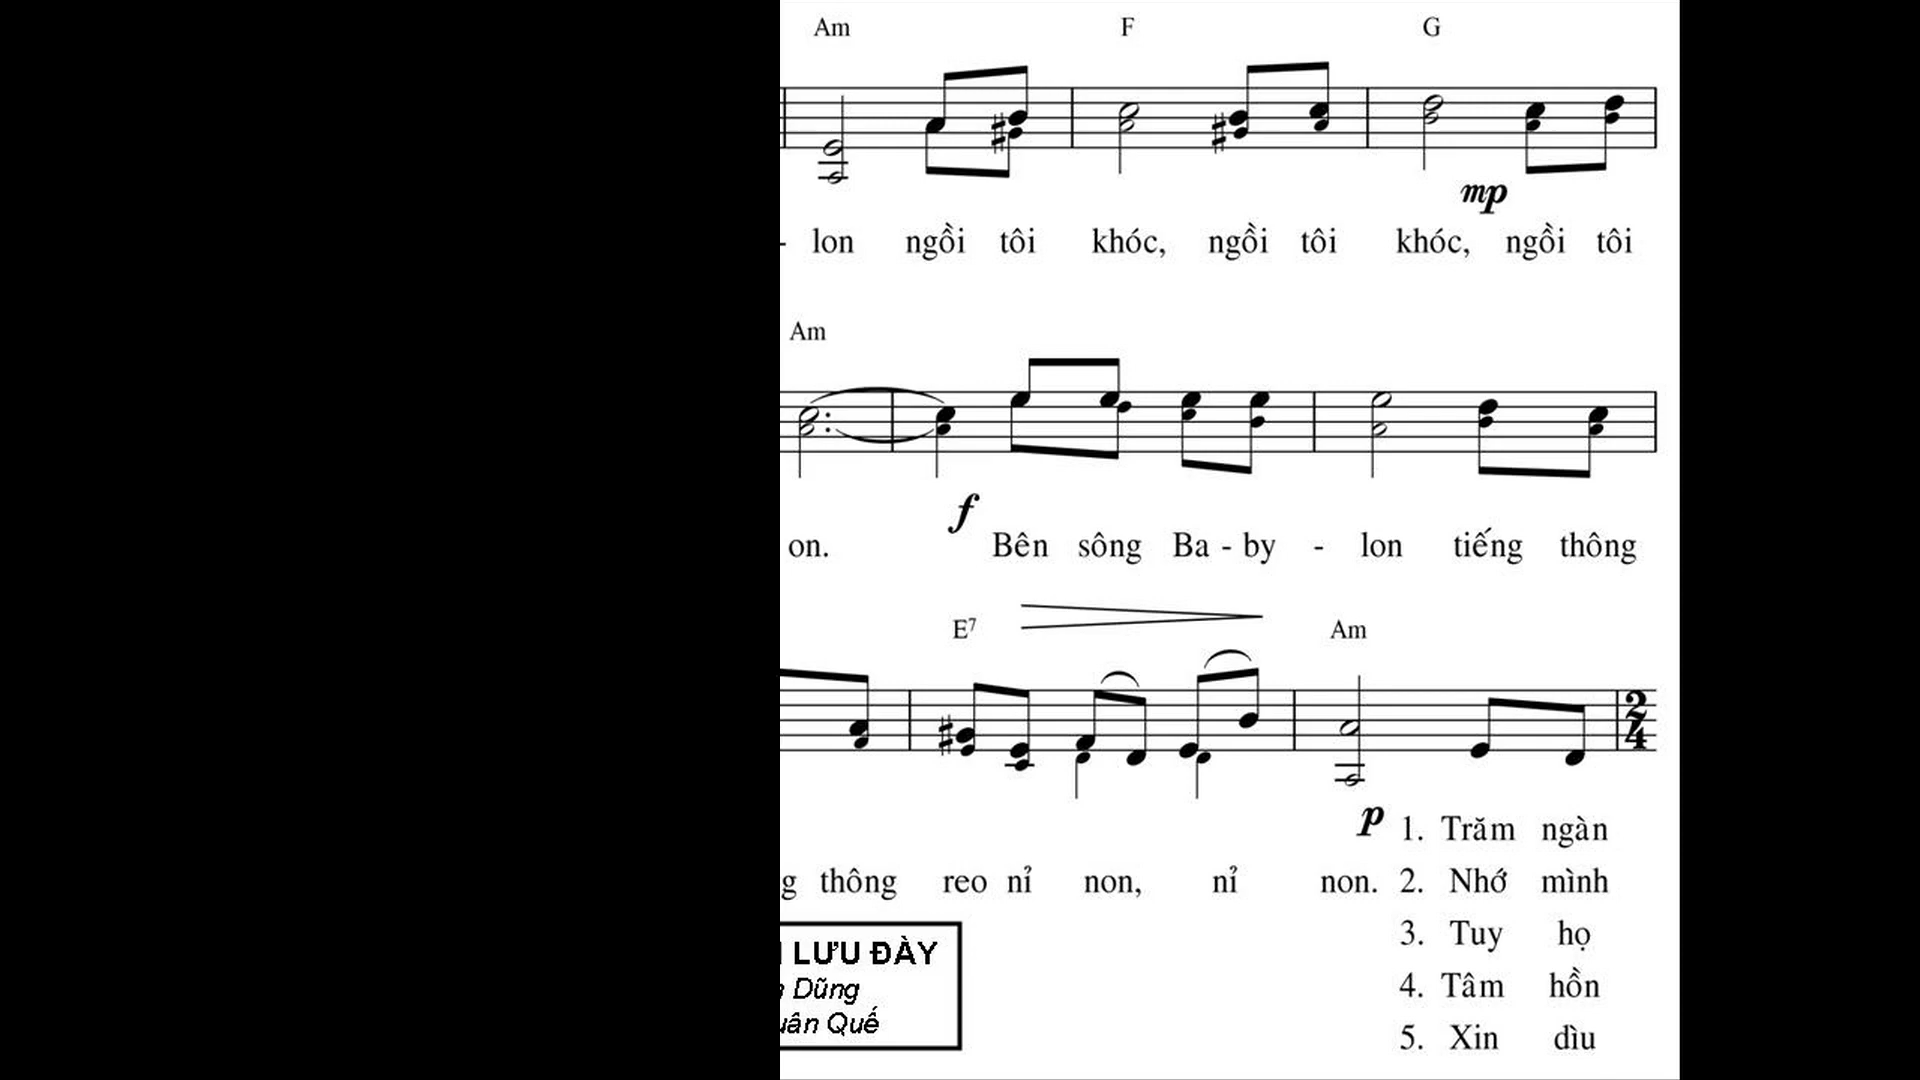 Am F G
mp
- lon ngồi tôi khóc, ngồi tôi khóc, ngồi tôi
Am
f
on. Bên sông Ba - by - lon tiếng thông
E7 Am
2
4
p 1. Trăm ngàn
thông reo nỉ non, nỉ non. 2. Nhớ mình
3. Tuy họ
LƯU ĐÀY
4. Tâm hồn
Dũng
Quế
5. Xin dìu